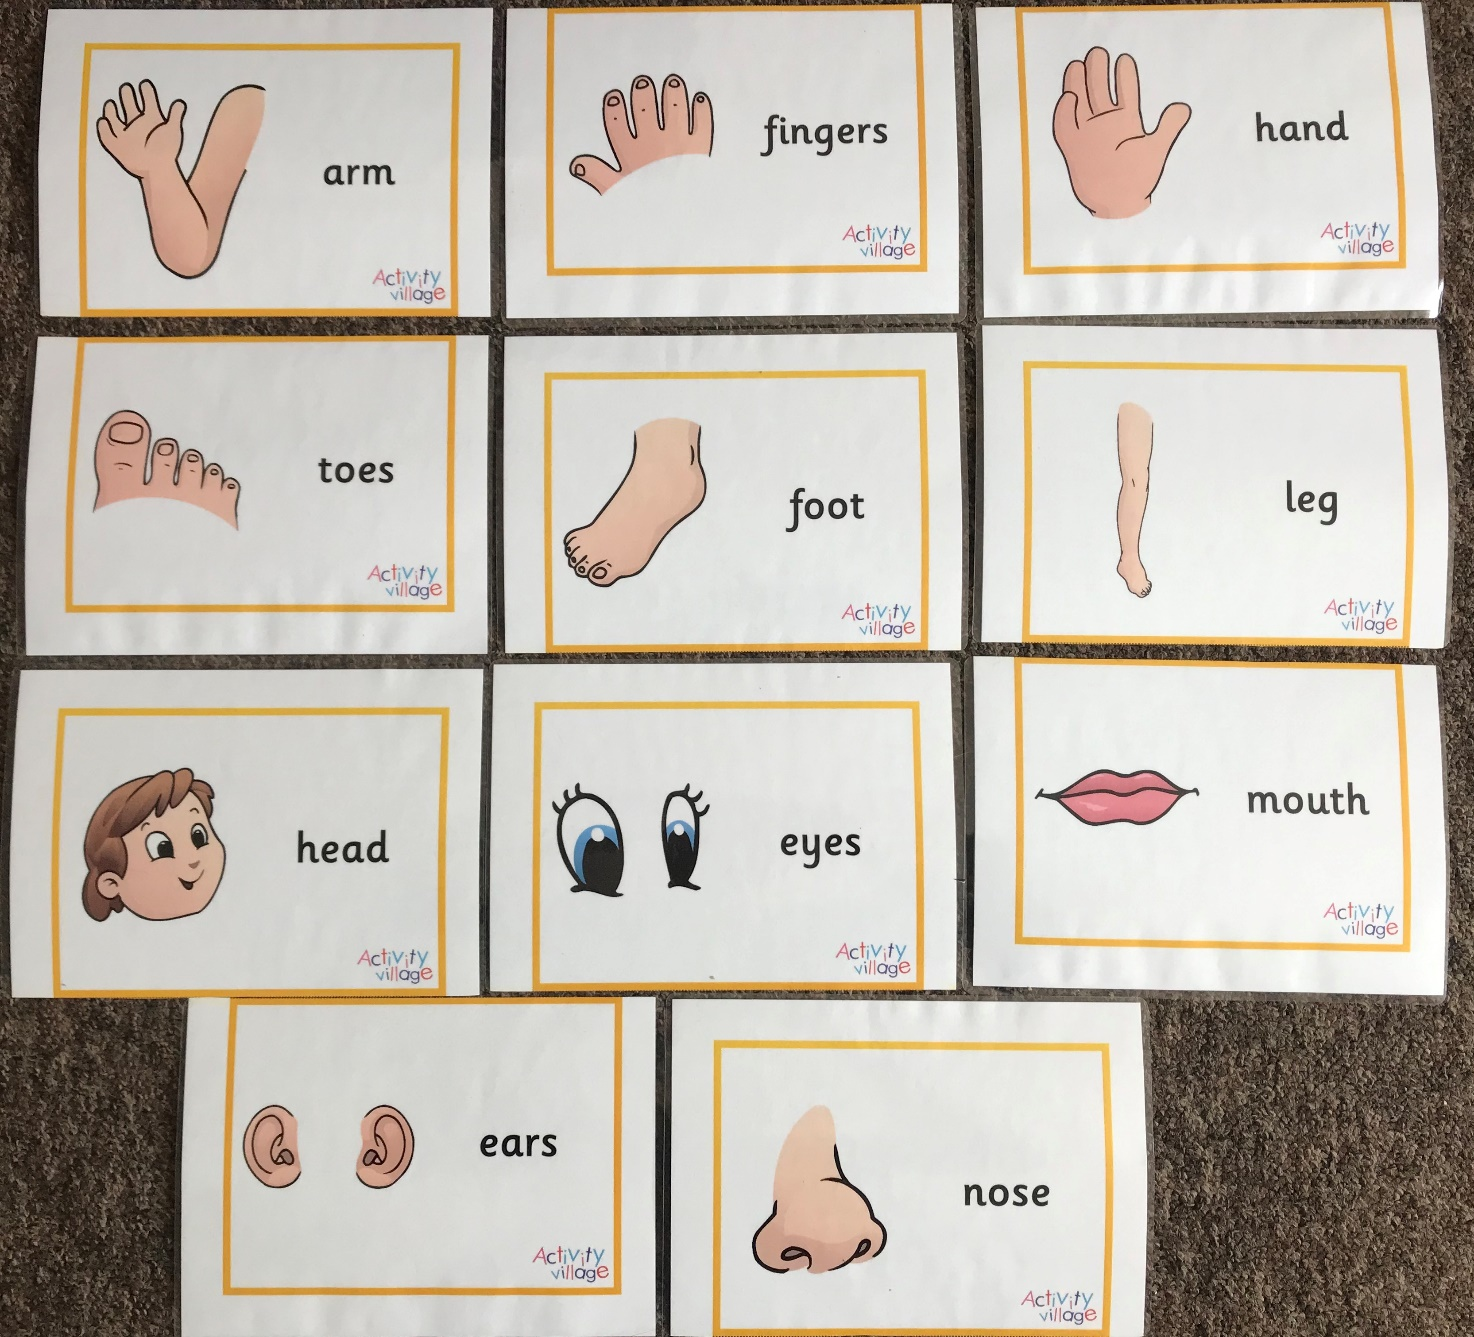 arm
Activity
village
fingers
Activity
village
hand
Activity
village
toes
Activity
village
foot
Activity
village
leg
Activity
village
head
Activity
village
eyes
Activity
village
mouth
Activity
village
ears
Activity
village
nose
Activity
village